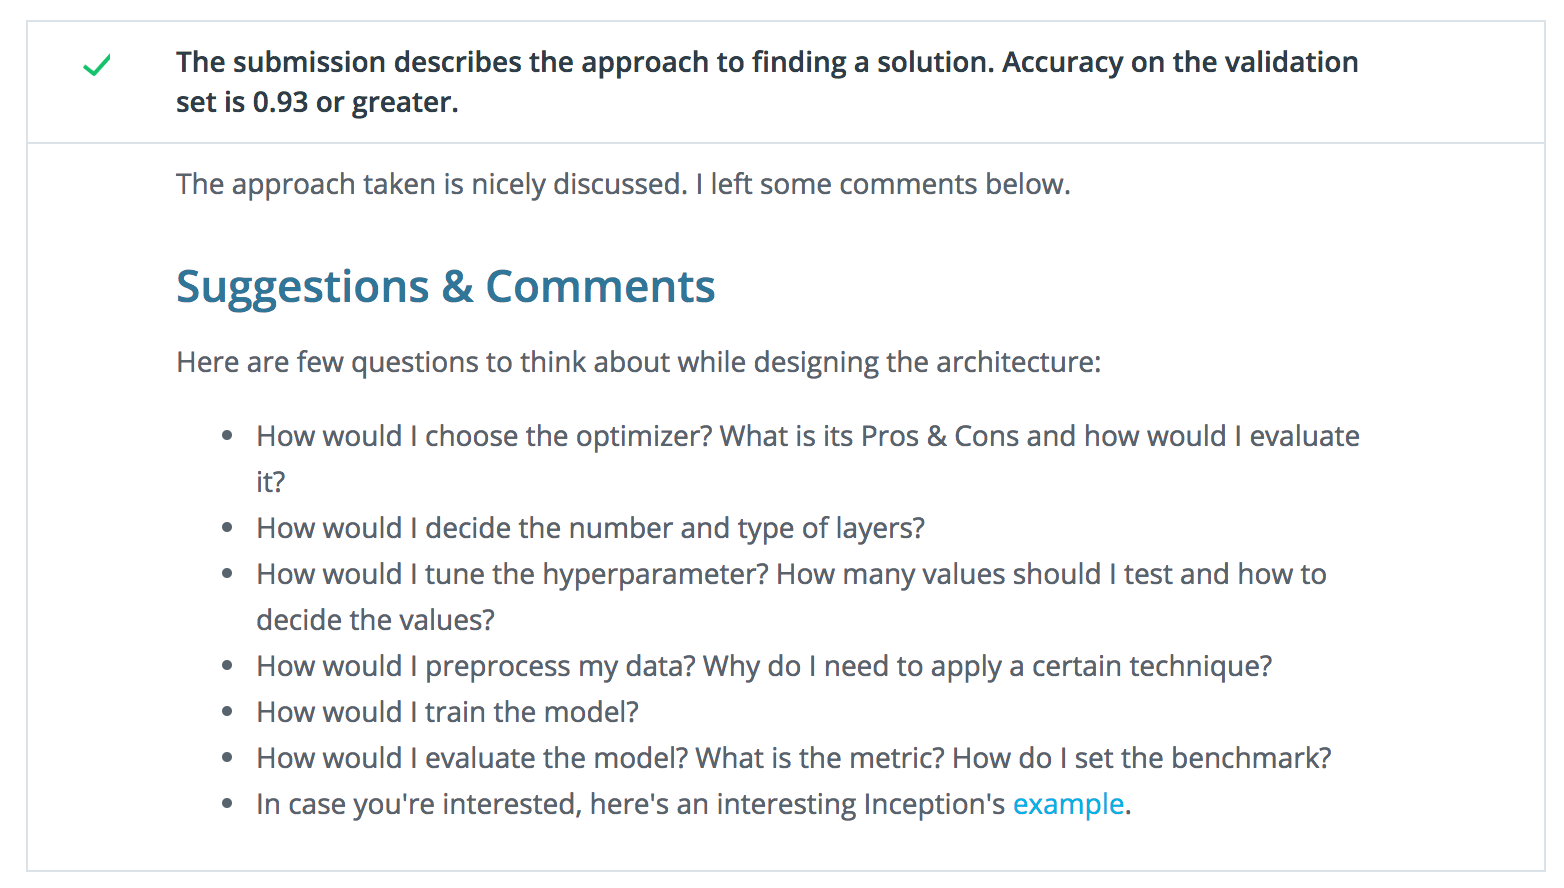 The submission describes the approach to finding a solution. Accuracy on the validation
set is 0.93 or greater.
The approach taken is nicely discussed. I left some comments below.
Suggestions & Comments
Here are few questions to think about while designing the architecture:
• How would I choose the optimizer? What is its Pros & Cons and how would I evaluate
it?
• How would I decide the number and type of layers?
• How would I tune the hyperparameter? How many values should I test and how to
decide the values?
• How would I preprocess my data? Why do I need to apply a certain technique?
• How would I train the model?
• How would I evaluate the model? What is the metric? How do I set the benchmark?
• In case you're interested, here's an interesting Inception's example.